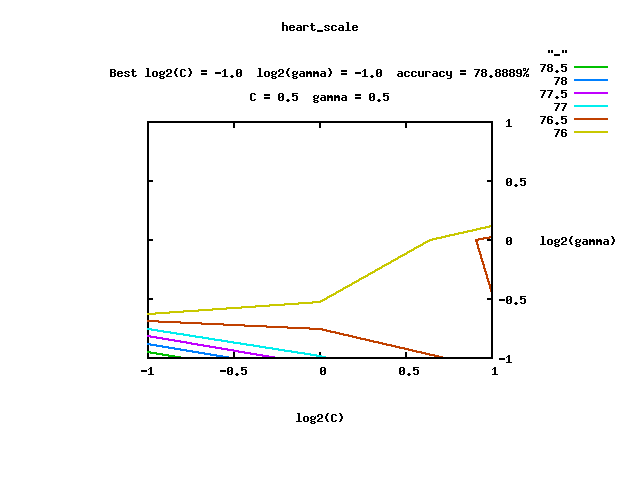 heart_scale
"_"
Best log2(C) = -1.0 log2(gamma) = -1.0 accuracy = 78.8889%
C = 0.5 gamma = 0.5
78.5
78
77.5
77
76.5
76
1
0.5
0
-0.5
-1
log2(gamma)
-1 -0.5 0 0.5 1
log2(C)